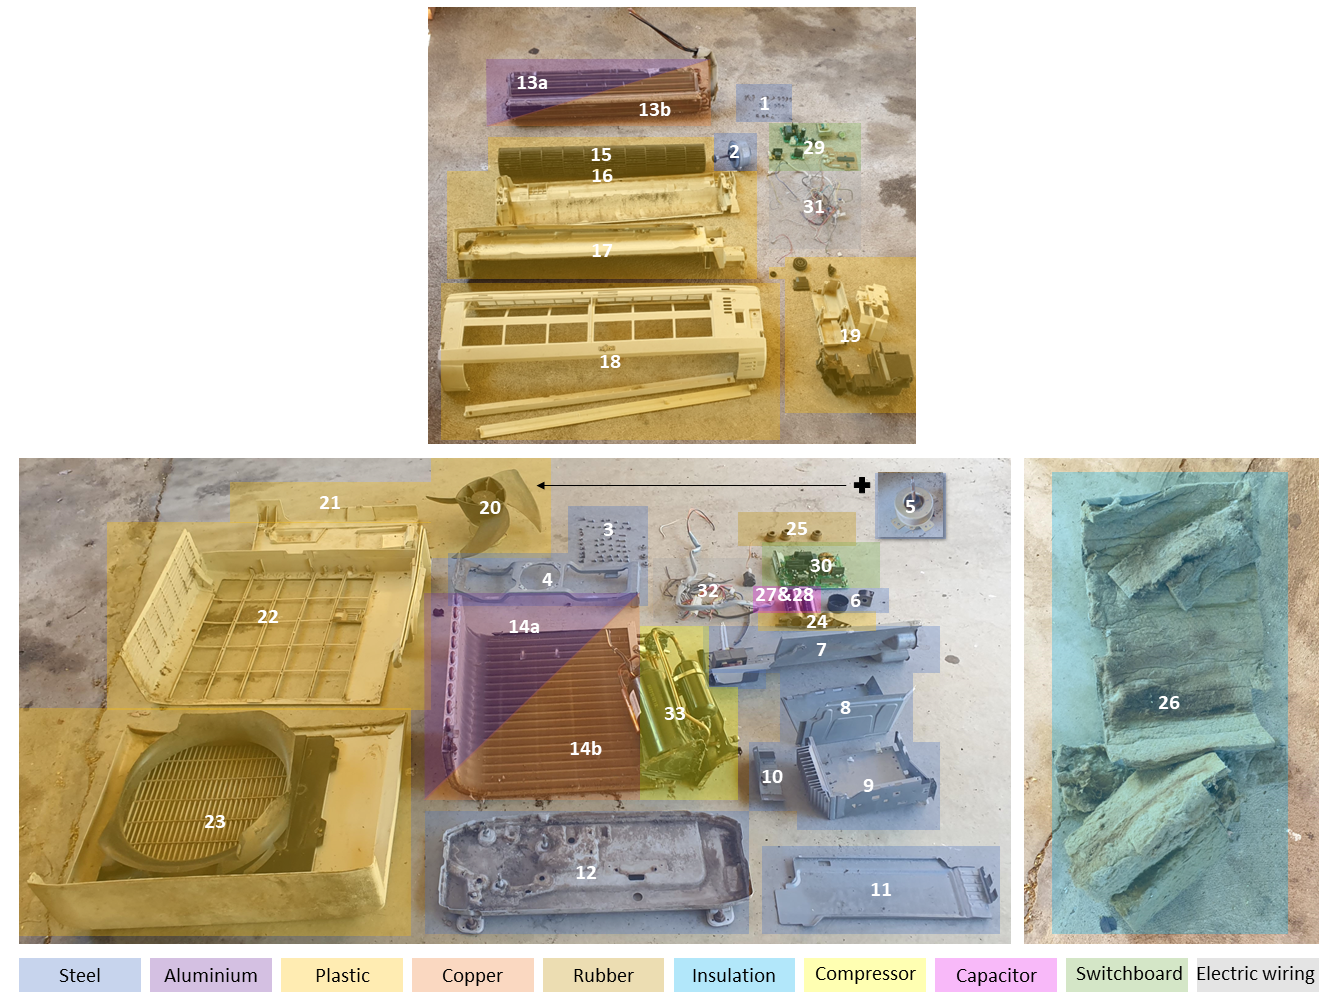 13a
13b
1
2
15
16
29
31
17
18
19
21
20
5
3
25
4
30
32
27&28
6
24
22
14a
7
33
8
14b
10
9
23
12
11
26
Steel
Aluminium
Plastic
Copper
Rubber
Insulation
Compressor
Capacitor
Switchboard
Electric wiring